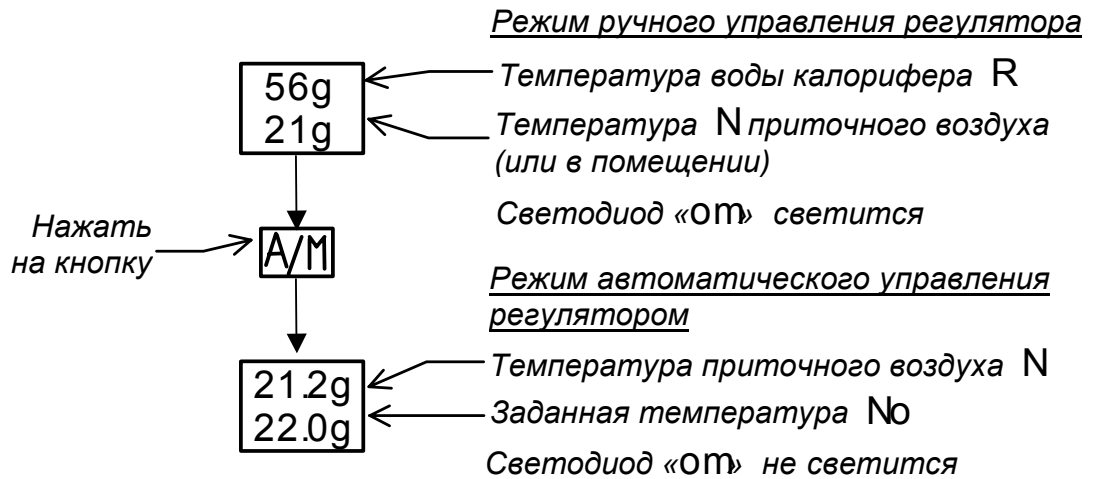 Режим ручного управления регулятора
56g
21g
Температура воды калорифера R
Температура N приточного воздуха
(или в помещении)
Светодиод «om» светится
Нажать
на кнопку
A/M
Режим автоматического управления
регулятором
21.2g
22.0g
Температура приточного воздуха N
Заданная температура No
Светодиод «om» не светится